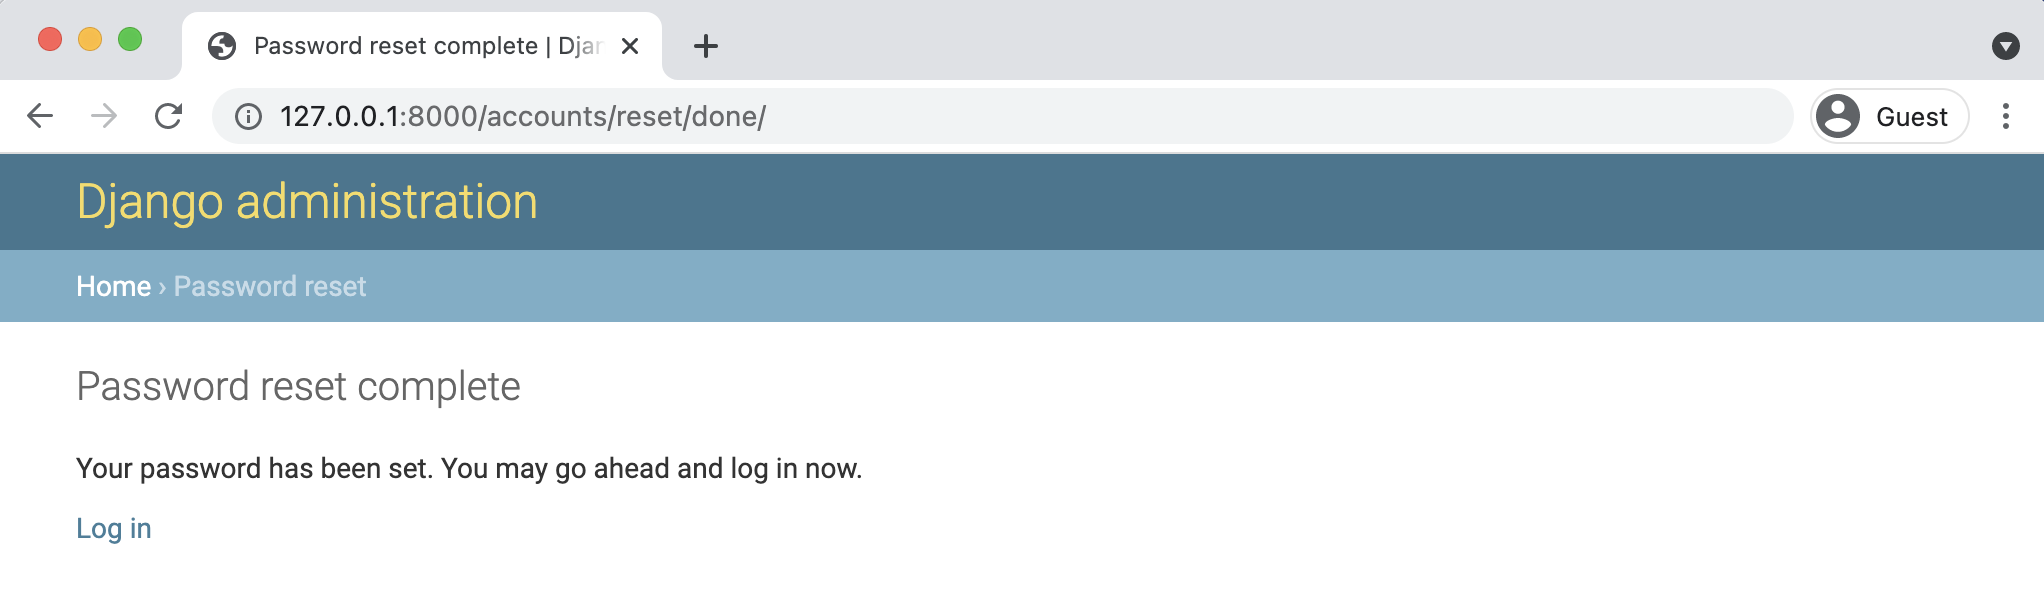 Password reset complete | Djan
127.0.0.1:8000/accounts/reset/done/
Guest
Django administration
Home › Password reset
Password reset complete
Your password has been set. You may go ahead and log in now.
Log in